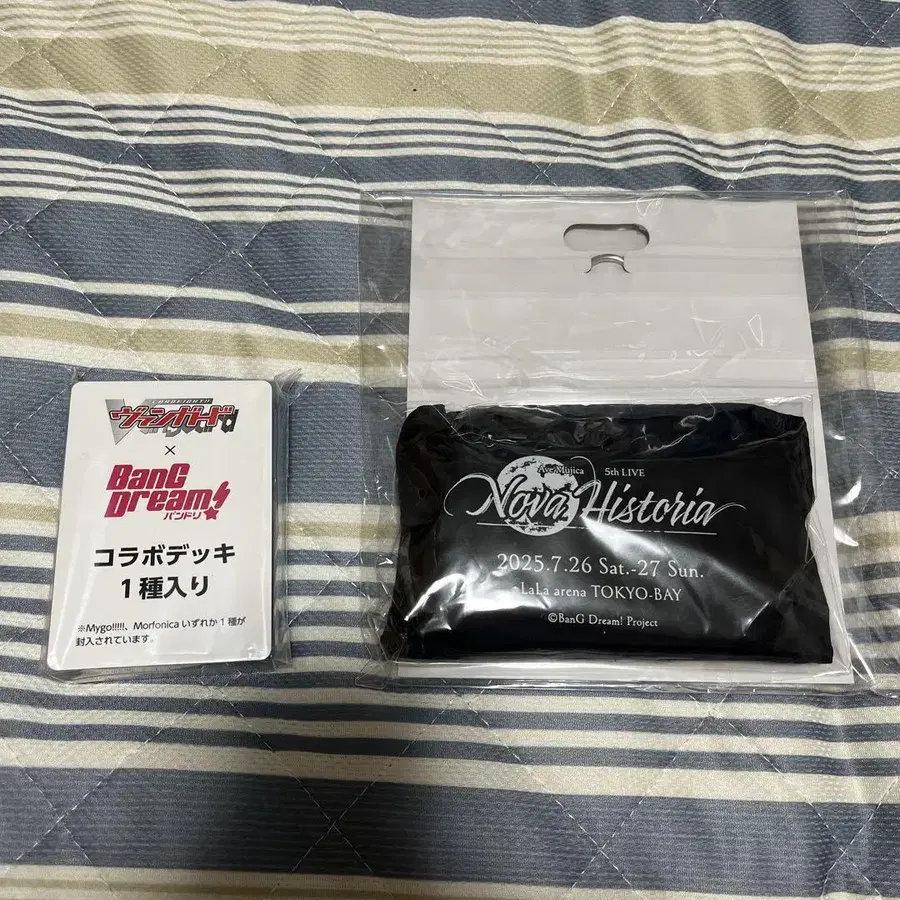 CARDFIGHT!!
ヴァンガード
×
BanG
Dream!
バンドリ
コラボデッキ
1種入り
※Mygo!!!!!、Morfonica いずれか1種が
封入されています。
Ave Mujica 5th LIVE
Nova Historia
2025.7.26 Sat.-27 Sun.
LaLa arena TOKYO-BAY
©BanG Dream! Project